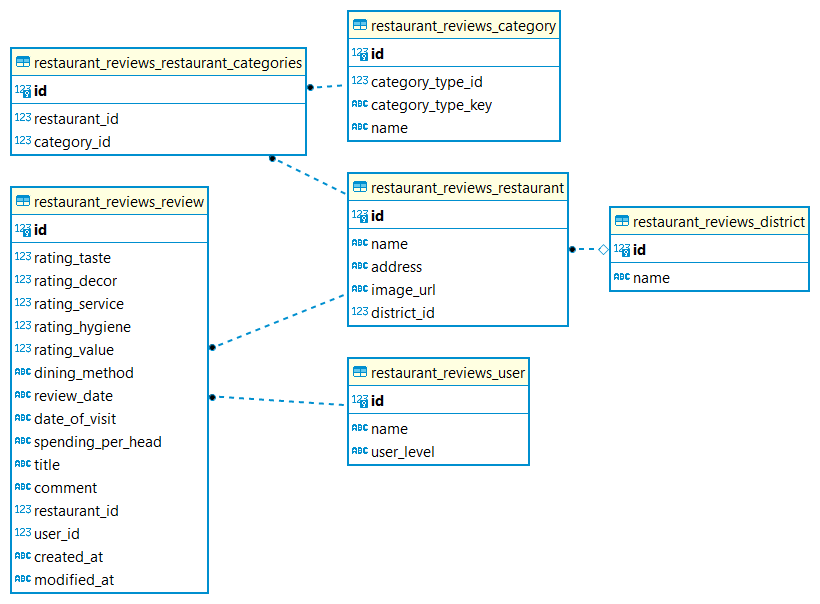 restaurant_reviews_category
123 id
123 category_type_id
ABC category_type_key
ABC name
restaurant_reviews_restaurant_categories
123 id
123 restaurant_id
123 category_id
restaurant_reviews_restaurant
123 id
ABC name
ABC address
ABC image_url
123 district_id
restaurant_reviews_review
123 id
123 rating_taste
123 rating_decor
123 rating_service
123 rating_hygiene
123 rating_value
ABC dining_method
ABC review_date
ABC date_of_visit
ABC spending_per_head
ABC title
ABC comment
123 restaurant_id
123 user_id
ABC created_at
ABC modified_at
restaurant_reviews_district
123 id
ABC name
restaurant_reviews_user
123 id
ABC name
ABC user_level